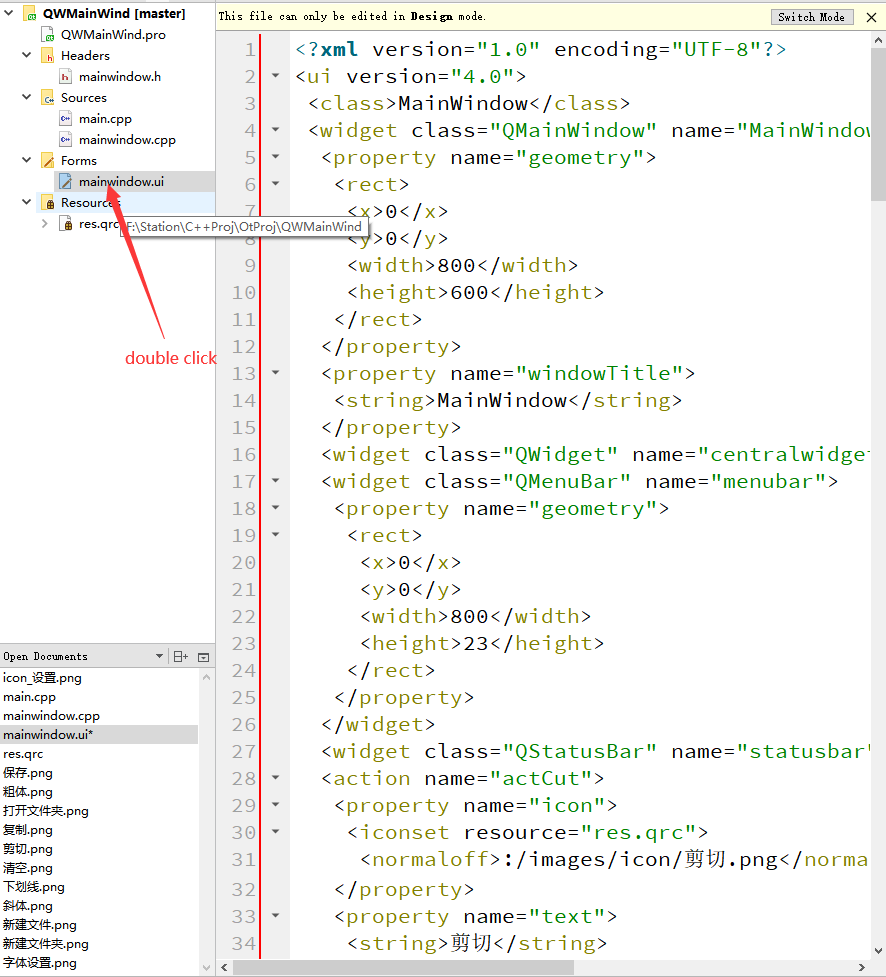 QWMainWind [master]
QWMainWind.pro
Headers
mainwindow.h
Sources
main.cpp
mainwindow.cpp
Forms
mainwindow.ui
Resources
res.qrc
F:\Station\C++Proj\QtProj\QWMainWind
double click
Open Documents
icon_设置.png
main.cpp
mainwindow.cpp
mainwindow.ui*
res.qrc
保存.png
粗体.png
打开文件夹.png
复制.png
剪切.png
清空.png
下划线.png
斜体.png
新建文件.png
新建文件夹.png
字体设置.png
This file can only be edited in Design mode.
Switch Mode
1 <?xml version="1.0" encoding="UTF-8"?>
2 <ui version="4.0">
3 <class>MainWindow</class>
4 <widget class="QMainWindow" name="MainWindow
5 <property name="geometry">
6 <rect>
7 <x>0</x>
8 <y>0</y>
9 <width>800</width>
10 <height>600</height>
11 </rect>
12 </property>
13 <property name="windowTitle">
14 <string>MainWindow</string>
15 </property>
16 <widget class="QWidget" name="centralwidget
17 <widget class="QMenuBar" name="menubar">
18 <property name="geometry">
19 <rect>
20 <x>0</x>
21 <y>0</y>
22 <width>800</width>
23 <height>23</height>
24 </rect>
25 </property>
26 </widget>
27 <widget class="QStatusBar" name="statusbar"
28 <action name="actCut">
29 <property name="icon">
30 <iconset resource="res.qrc">
31 <normaloff>:/images/icon/剪切.png</norma
32 </property>
33 <property name="text">
34 <string>剪切</string>